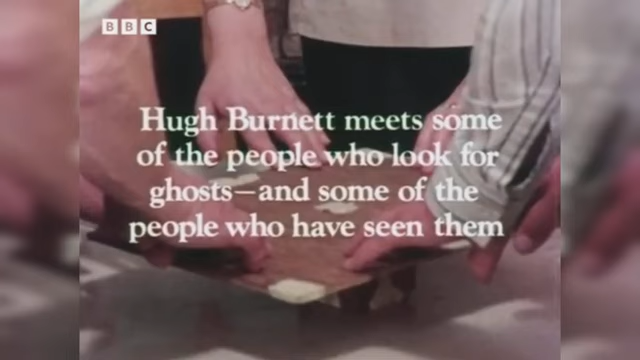 BBC
Hugh Burnett meets some
of the people who look for
ghosts—and some of the
people who have seen them